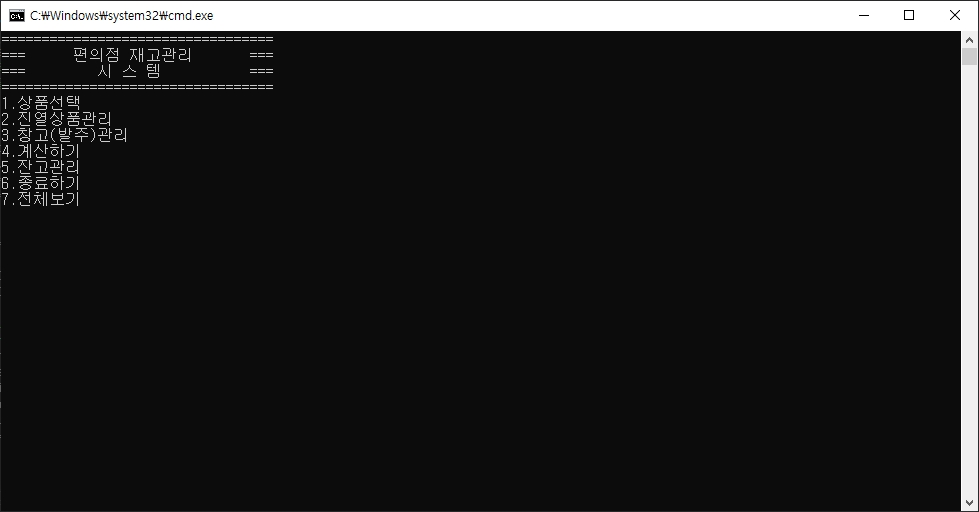 C:₩Windows₩system32₩cmd.exe
==================================
===      편의점 재고관리       ===
===         시 스 템           ===
==================================
1.상품선택
2.진열상품관리
3.창고(발주)관리
4.계산하기
5.잔고관리
6.종료하기
7.전체보기